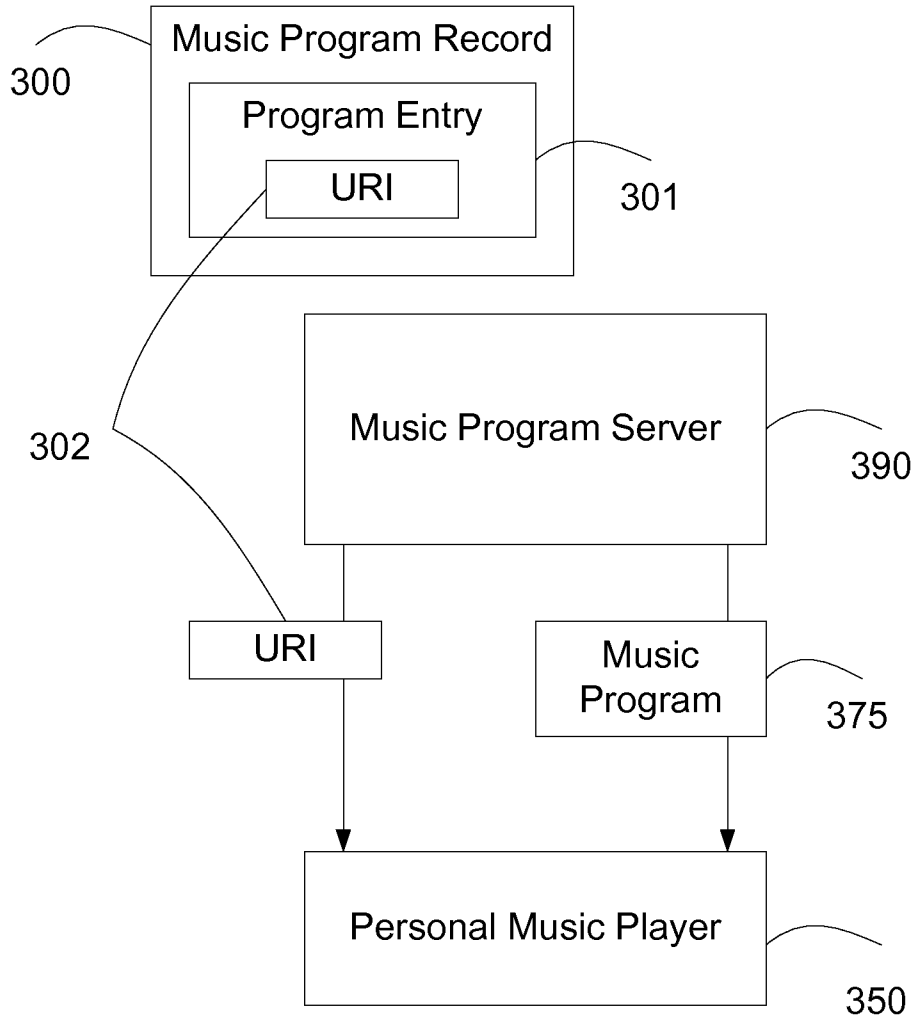 Music Program Record
300
Program Entry
URI
301
Music Program Server
302
390
URI
Music
Program
375
Personal Music Player
350